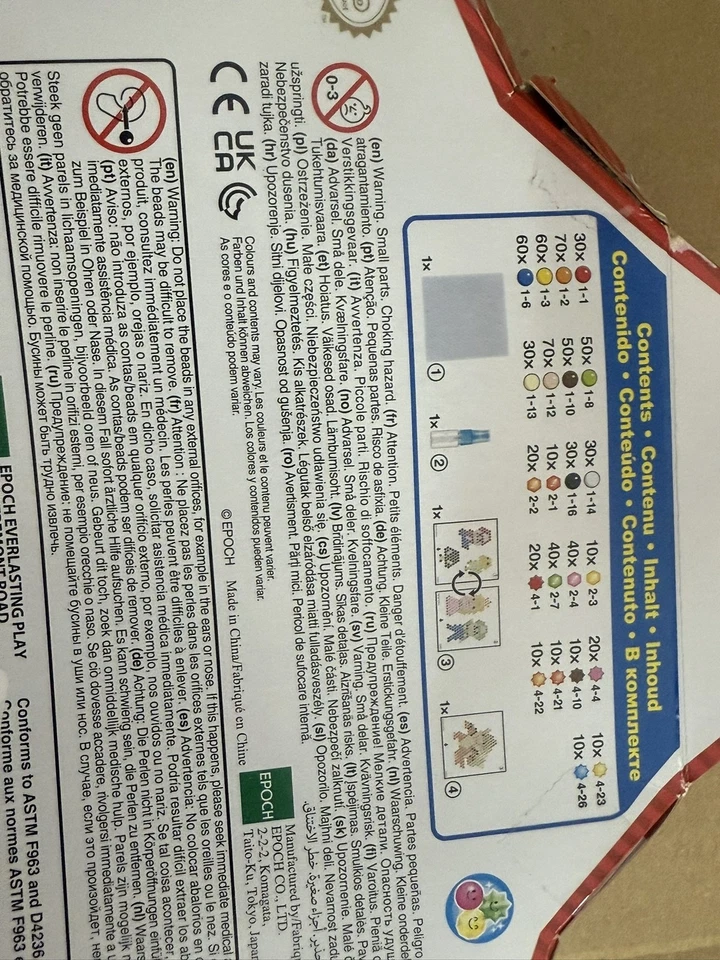 Contents • Contenu • Inhalt • Inhoud
Contenido • Conteúdo • Contenuto • В комплекте
30x 1-1
70x 1-2
60x 1-3
60x 1-6
50x 1-8
50x 1-10
70x 1-12
30x 1-13
30x 1-14
30x 1-16
10x 2-1
20x 2-2
10x 2-3
40x 2-4
40x 2-7
20x 4-1
20x 4-4
10x 4-10
10x 4-21
10x 4-22
10x 4-23
10x 4-26
1x ①
1x ②
1x ③
1x ④
0-3
(en) Warning. Small parts. Choking hazard. (fr) Attention. Petits éléments. Danger d'étouffement. (es) Advertencia. Partes pequeñas. Peligro
atragantamiento. (pt) Atenção. Pequenas partes. Risco de asfixia. (de) Achtung. Kleine Teile. Erstickungsgefahr. (nl) Waarschuwing. Kleine onderde
Verstikkingsgevaar. (it) Avvertenza. Piccole parti. Rischio di soffocamento. (ru) Предупреждение! Мелкие детали. Опасность удуш
(da) Advarsel. Små dele. Kvælningsfare. (no) Advarsel. Små deler. Kvelningsfare. (sv) Varning. Små delar. Kvävningsrisk. (fi) Varoitus. Pieniä o
Tukehtumisvaara. (et) Hoiatus. Väikesed osad. Lämbumisoht. (lv) Brīdinājums. Sīkas detaļas. Aizrīšanās risks. (lt) Įspėjimas. Smulkios detalės. Pav
užspringti. (pl) Ostrzeżenie. Małe części. Niebezpieczeństwo udławienia się. (cs) Upozornění. Malé části. Nebezpečí zalknutí. (sk) Upozornenie. Malé č
Nebezpečenstvo dusenia. (hu) Figyelmeztetés. Kis alkatrészek. Légutak belső elzáródása miatti fulladásveszély. (sl) Opozorilo. Majhni deli. Nevarnost zadu
zaradi tujka. (hr) Upozorenje. Sitni dijelovi. Opasnost od gušenja. (ro) Avertisment. Părți mici. Pericol de sufocare internă.
CE UK CA
Colours and contents may vary. Les couleurs et le contenu peuvent varier.
Farben und Inhalt können abweichen. Los colores y contenidos pueden variar.
As cores e o conteúdo podem variar.
©EPOCH Made in China/Fabriqué en Chine
EPOCH
Manufactured by/Fabriq
EPOCH CO., LTD.
2-2-2, Komagata,
Taito-Ku, Tokyo, Japan
(en) Warning: Do not place the beads in any external orifices, for example in the ears or nose. If this happens, please seek immediate medical
The beads may be difficult to remove. (fr) Attention : Ne placez pas les perles dans les orifices externes tels que les oreilles ou le nez. Si
produit, consultez immédiatement un médecin. Les perles peuvent être difficiles à enlever. (es) Advertencia: No colocar abalorios en
externos, por ejemplo, orejas o nariz. En dicho caso, solicitar asistencia médica inmediatamente. Podría resultar difícil extraer los ab
(pt) Aviso: não introduza as contas/beads em qualquer orifício externo, por exemplo, nos ouvidos ou no nariz. Se tal coisa acontecer,
imediatamente assistência médica. As contas/beads podem ser difíceis de remover. (de) Achtung: Die Perlen nicht in Körperöffnungen einfü
zum Beispiel in Ohren oder Nase. In diesem Fall sofort ärztliche Hilfe aufsuchen. Es kann schwierig sein, die Perlen zu entfernen. (nl) Waars
Steek geen parels in lichaamsopeningen, bijvoorbeeld oren of neus. Gebeurt dit toch, zoek dan onmiddellijk medische hulp. Parels zijn mogelijk
verwijderen. (it) Avvertenza: non inserire le perline in orifizi esterni, per esempio orecchie o naso. Se ciò dovesse accadere, rivolgersi immediatamente a u
Potrebbe essere difficile rimuovere le perline. (ru) Предупреждение: не помещайте бусины в уши или нос. В случае, если это произойдет, не
обратитесь за медицинской помощью. Бусины может быть трудно извлечь.
EPOCH EVERLASTING PLAY
Conforms to ASTM F963 and D4236
Conforme aux normes ASTM F963 e